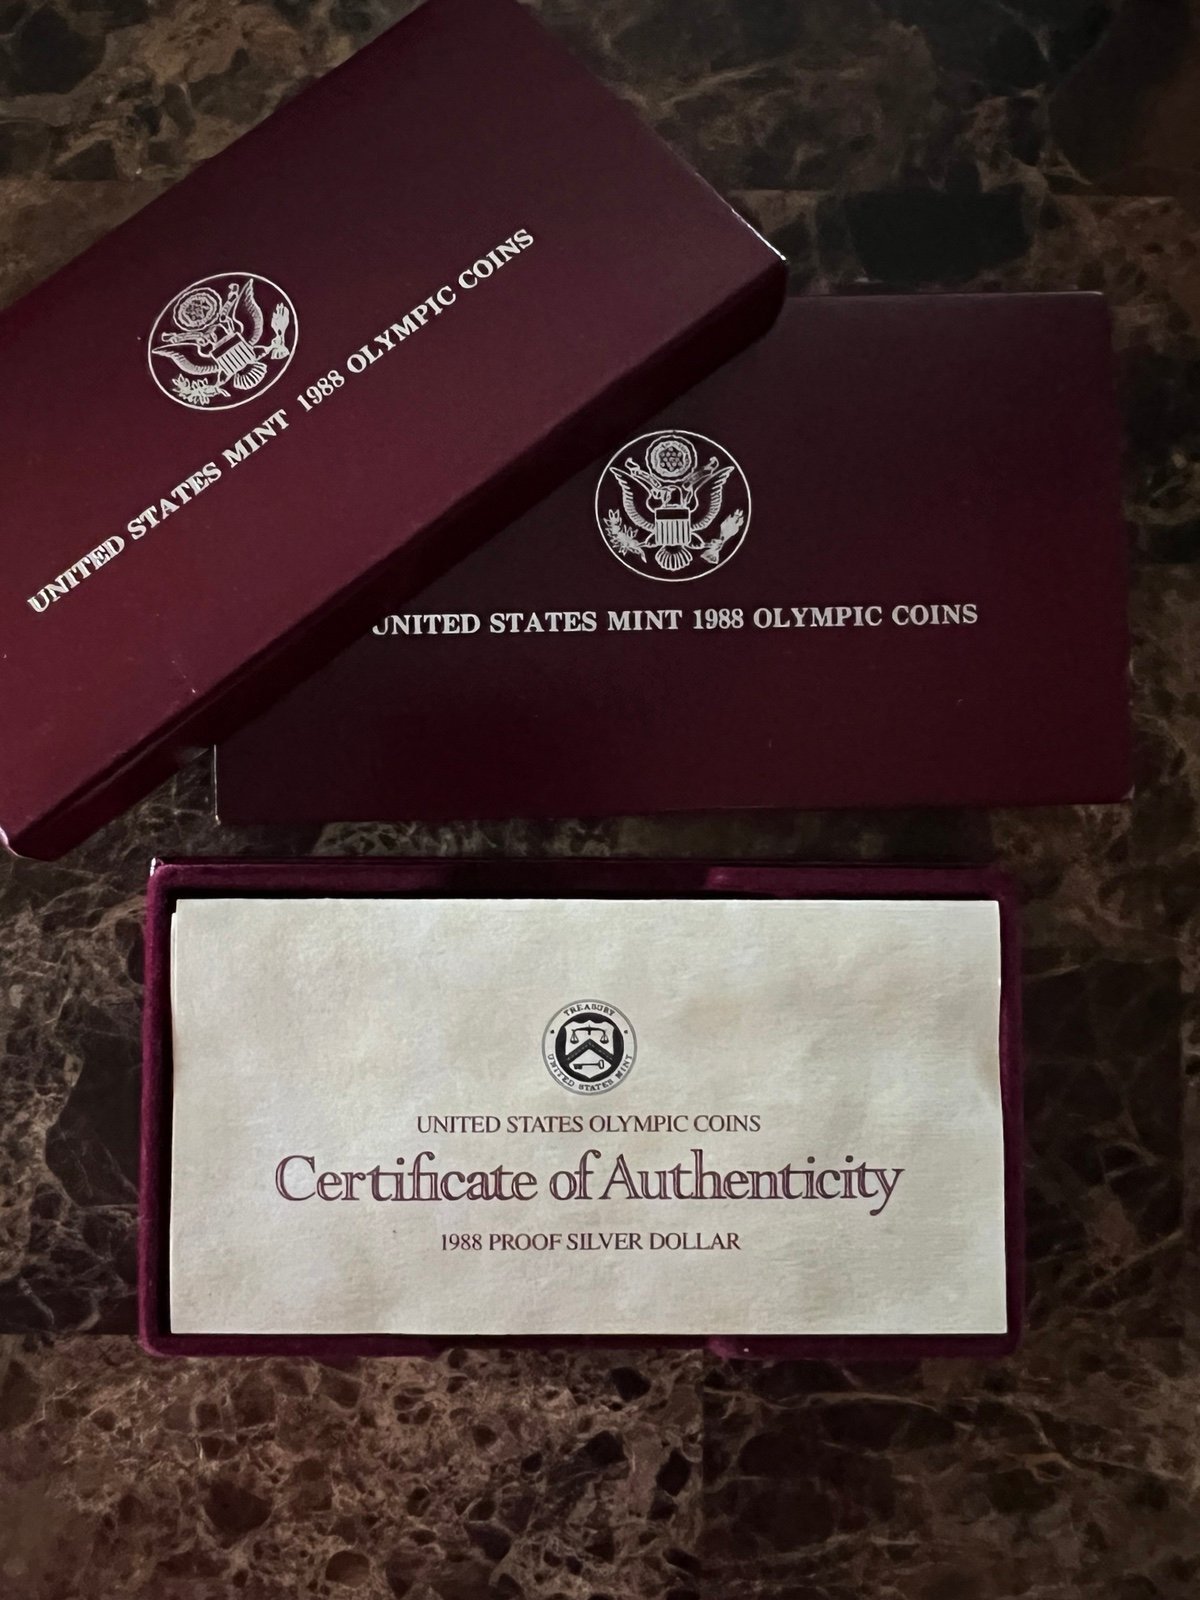 UNITED STATES MINT 1988 OLYMPIC COINS
UNITED STATES MINT 1988 OLYMPIC COINS
TREASURY
UNITED STATES MINT
UNITED STATES OLYMPIC COINS
Certificate of Authenticity
1988 PROOF SILVER DOLLAR